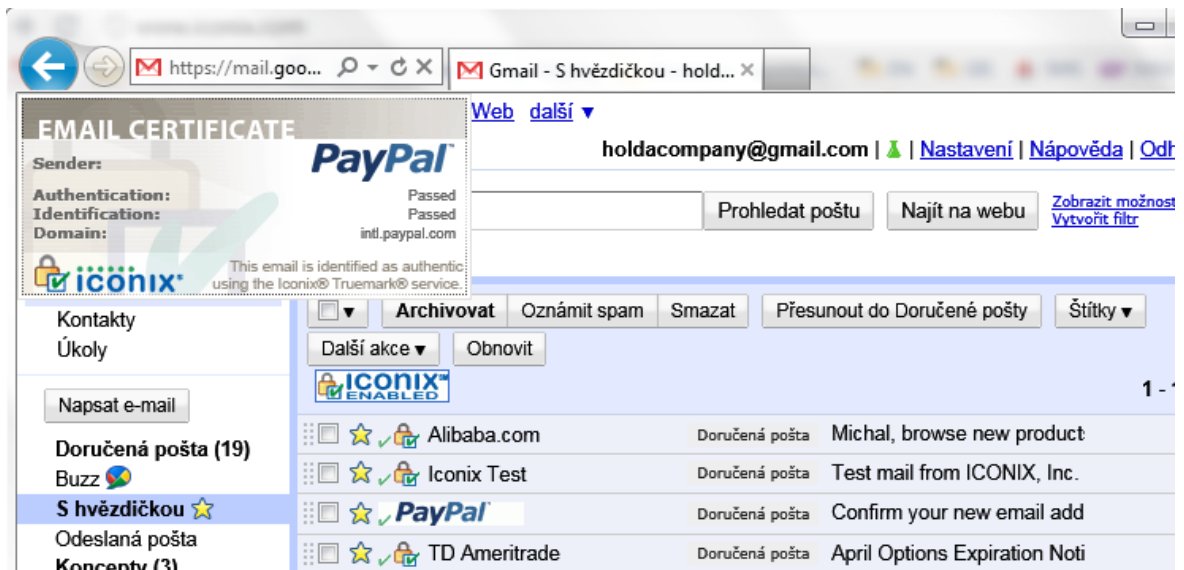 https://mail.goo...
Gmail - S hvězdičkou - hold...
EMAIL CERTIFICATE
Sender:
PayPal
Authentication: Passed
Identification: Passed
Domain: intl.paypal.com
iconix
This email is identified as authentic
using the Iconix® Truemark® service.
Web další ▼
holdacompany@gmail.com | | Nastavení | Nápověda | Odh
Prohledat poštu Najít na webu
Zobrazit možnost
Vytvořit filtr
Kontakty
Úkoly
Napsat e-mail
Doručená pošta (19)
Buzz
S hvězdičkou
Odeslaná pošta
Koncepty (3)
Archivovat Oznámit spam Smazat Přesunout do Doručené pošty Štítky ▼
Další akce ▼ Obnovit
ICONIX
ENABLED
1 -
Alibaba.com Doručená pošta Michal, browse new product
Iconix Test Doručená pošta Test mail from ICONIX, Inc.
PayPal Doručená pošta Confirm your new email add
TD Ameritrade Doručená pošta April Options Expiration Noti